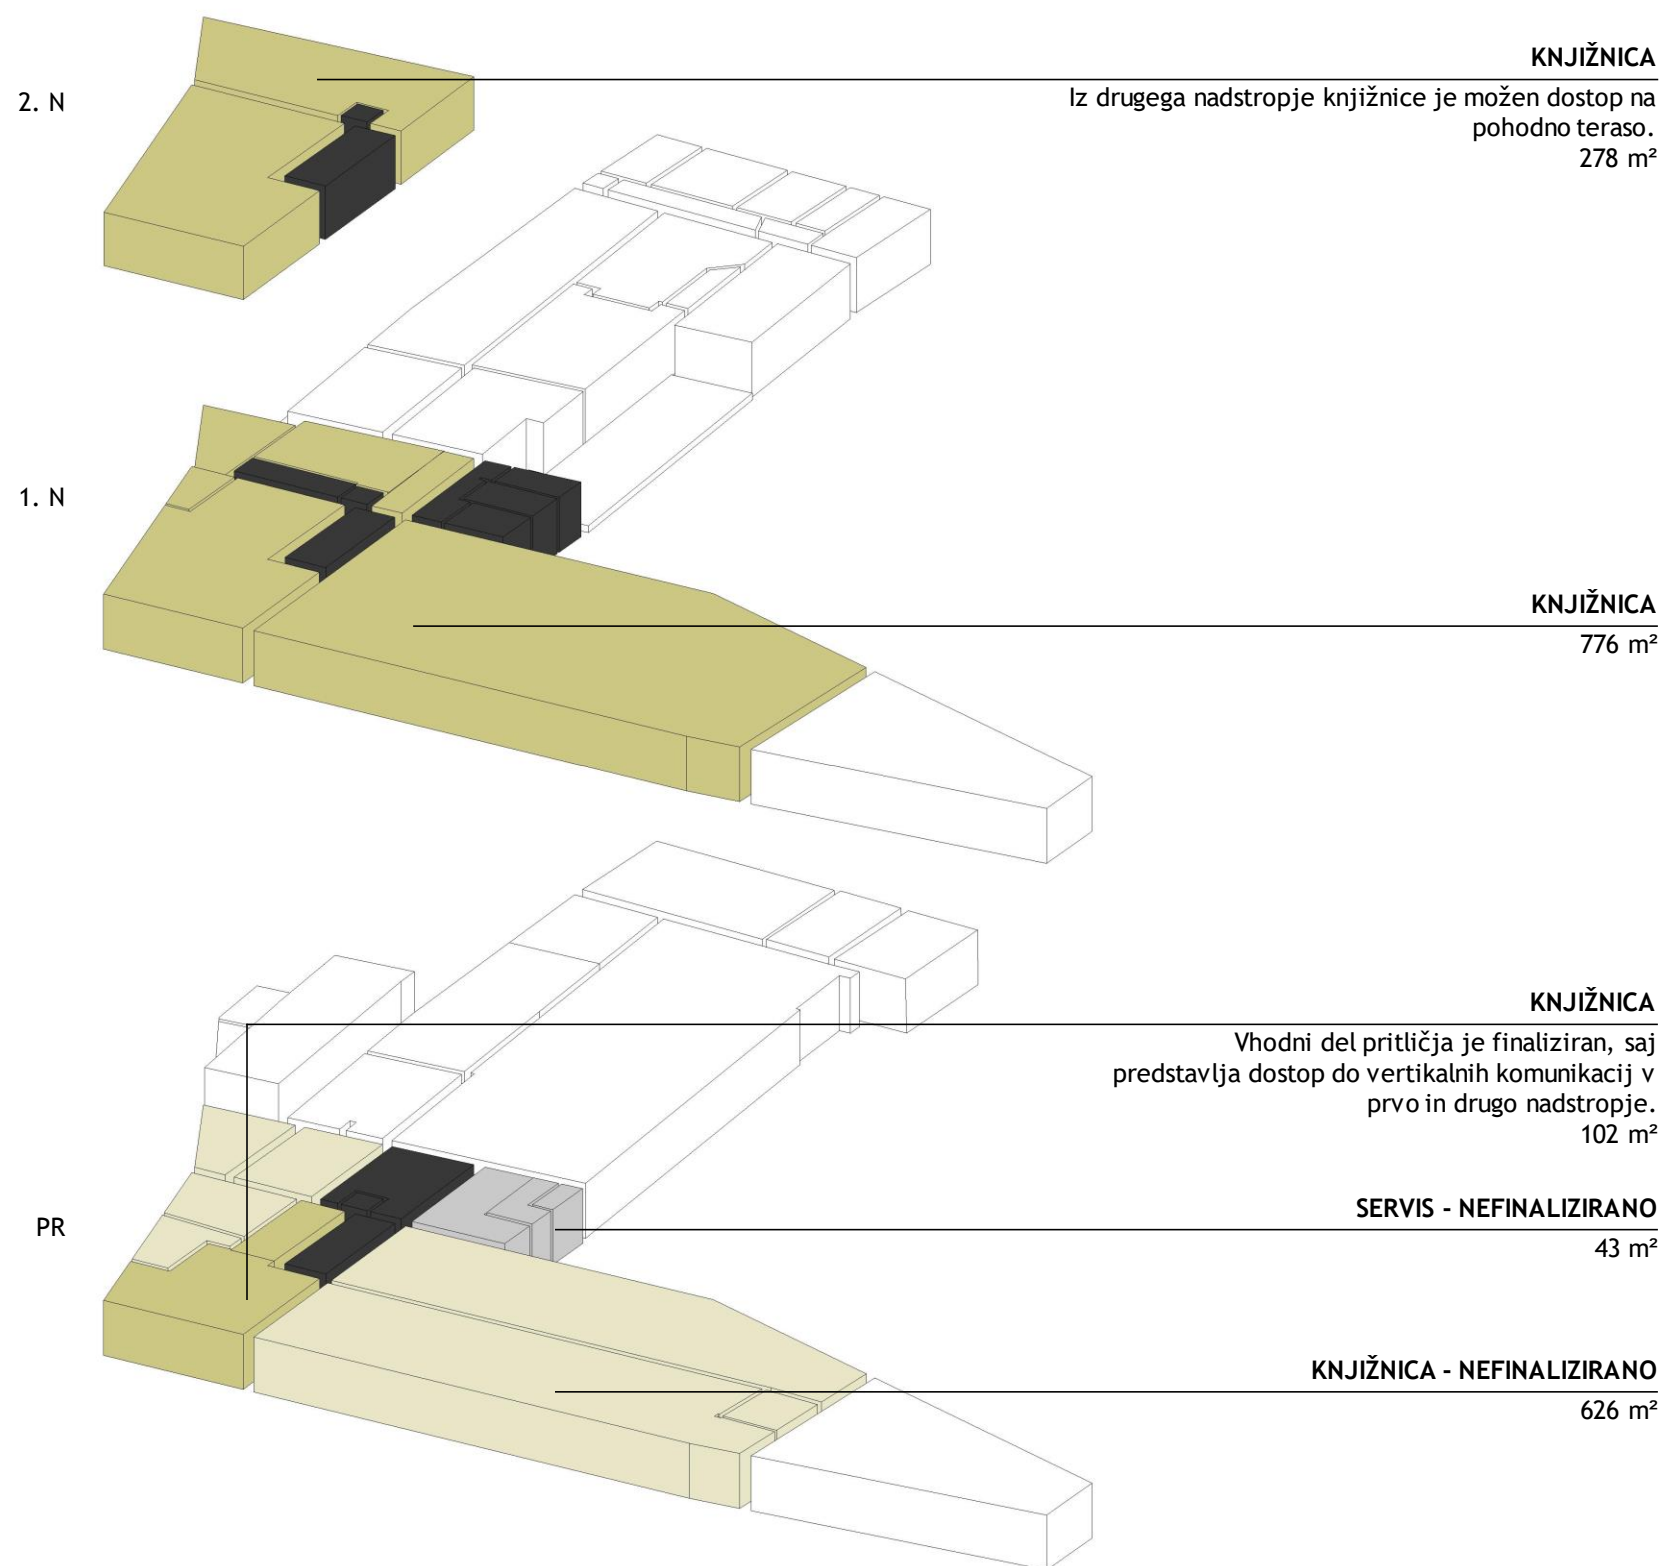 KNJIŽNICA
2. N
Iz drugega nadstropje knjižnice je možen dostop na
pohodno teraso.
278 m²
1. N
KNJIŽNICA
776 m²
KNJIŽNICA
Vhodni del pritličja je finaliziran, saj
predstavlja dostop do vertikalnih komunikacij v
prvo in drugo nadstropje.
102 m²
SERVIS - NEFINALIZIRANO
PR
43 m²
KNJIŽNICA - NEFINALIZIRANO
626 m²